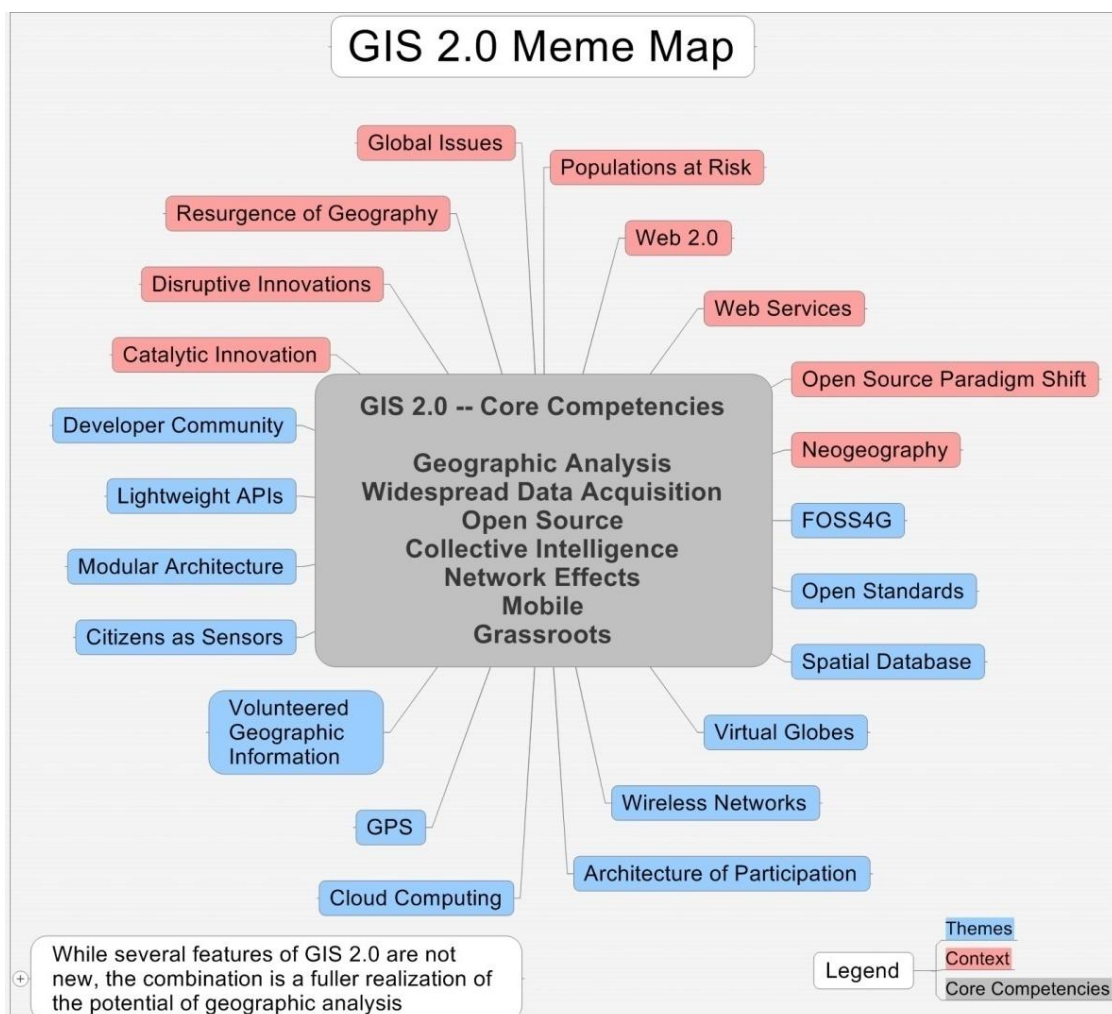 GIS 2.0 Meme Map
Global Issues
Populations at Risk
Resurgence of Geography
Web 2.0
Disruptive Innovations
Web Services
Catalytic Innovation
Open Source Paradigm Shift
GIS 2.0 -- Core Competencies
Geographic Analysis
Widespread Data Acquisition
Open Source
Collective Intelligence
Network Effects
Mobile
Grassroots
Developer Community
Neogeography
Lightweight APIs
FOSS4G
Modular Architecture
Open Standards
Citizens as Sensors
Spatial Database
Volunteered
Geographic
Information
Virtual Globes
Wireless Networks
GPS
Architecture of Participation
Cloud Computing
While several features of GIS 2.0 are not
new, the combination is a fuller realization of
the potential of geographic analysis
Legend
Themes
Context
Core Competencies